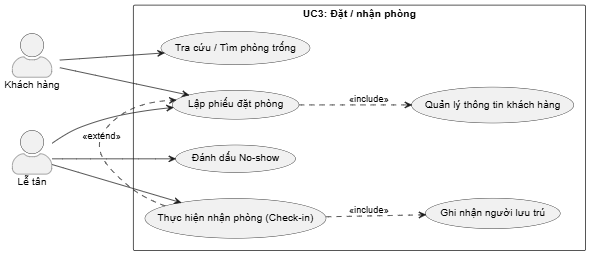 UC3: Đặt / nhận phòng
Tra cứu / Tìm phòng trống
Khách hàng
Lập phiếu đặt phòng
«include»
Quản lý thông tin khách hàng
«extend»
Đánh dấu No-show
Lễ tân
Thực hiện nhận phòng (Check-in)
«include»
Ghi nhận người lưu trú